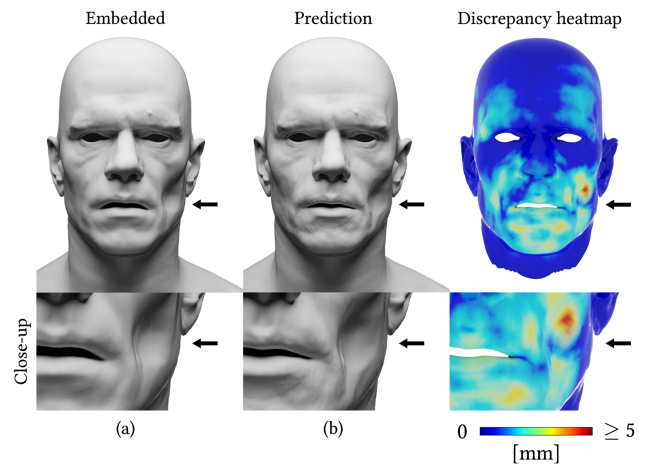 Embedded Prediction Discrepancy heatmap
Close-up
(a) (b)
0 ≥ 5
[mm]